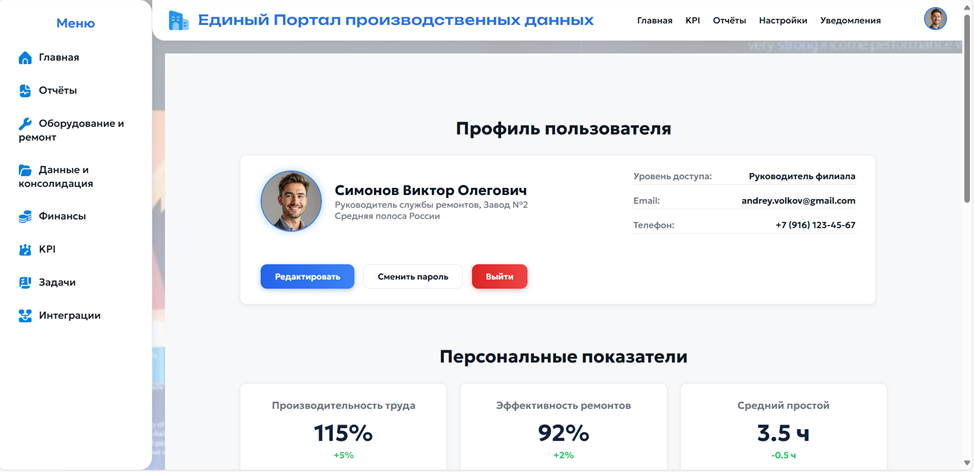 Меню
Главная
Отчёты
Оборудование и
ремонт
Данные и
консолидация
Финансы
KPI
Задачи
Интеграции
Единый Портал производственных данных
Главная KPI Отчёты Настройки Уведомления
very strong income performance
Профиль пользователя
Симонов Виктор Олегович
Руководитель службы ремонтов, Завод №2
Средняя полоса России
Уровень доступа: Руководитель филиала
Email: andrey.volkov@gmail.com
Телефон: +7 (916) 123-45-67
Редактировать Сменить пароль Выйти
Персональные показатели
Производительность труда
115%
+5%
Эффективность ремонтов
92%
+2%
Средний простой
3.5 ч
-0.5 ч